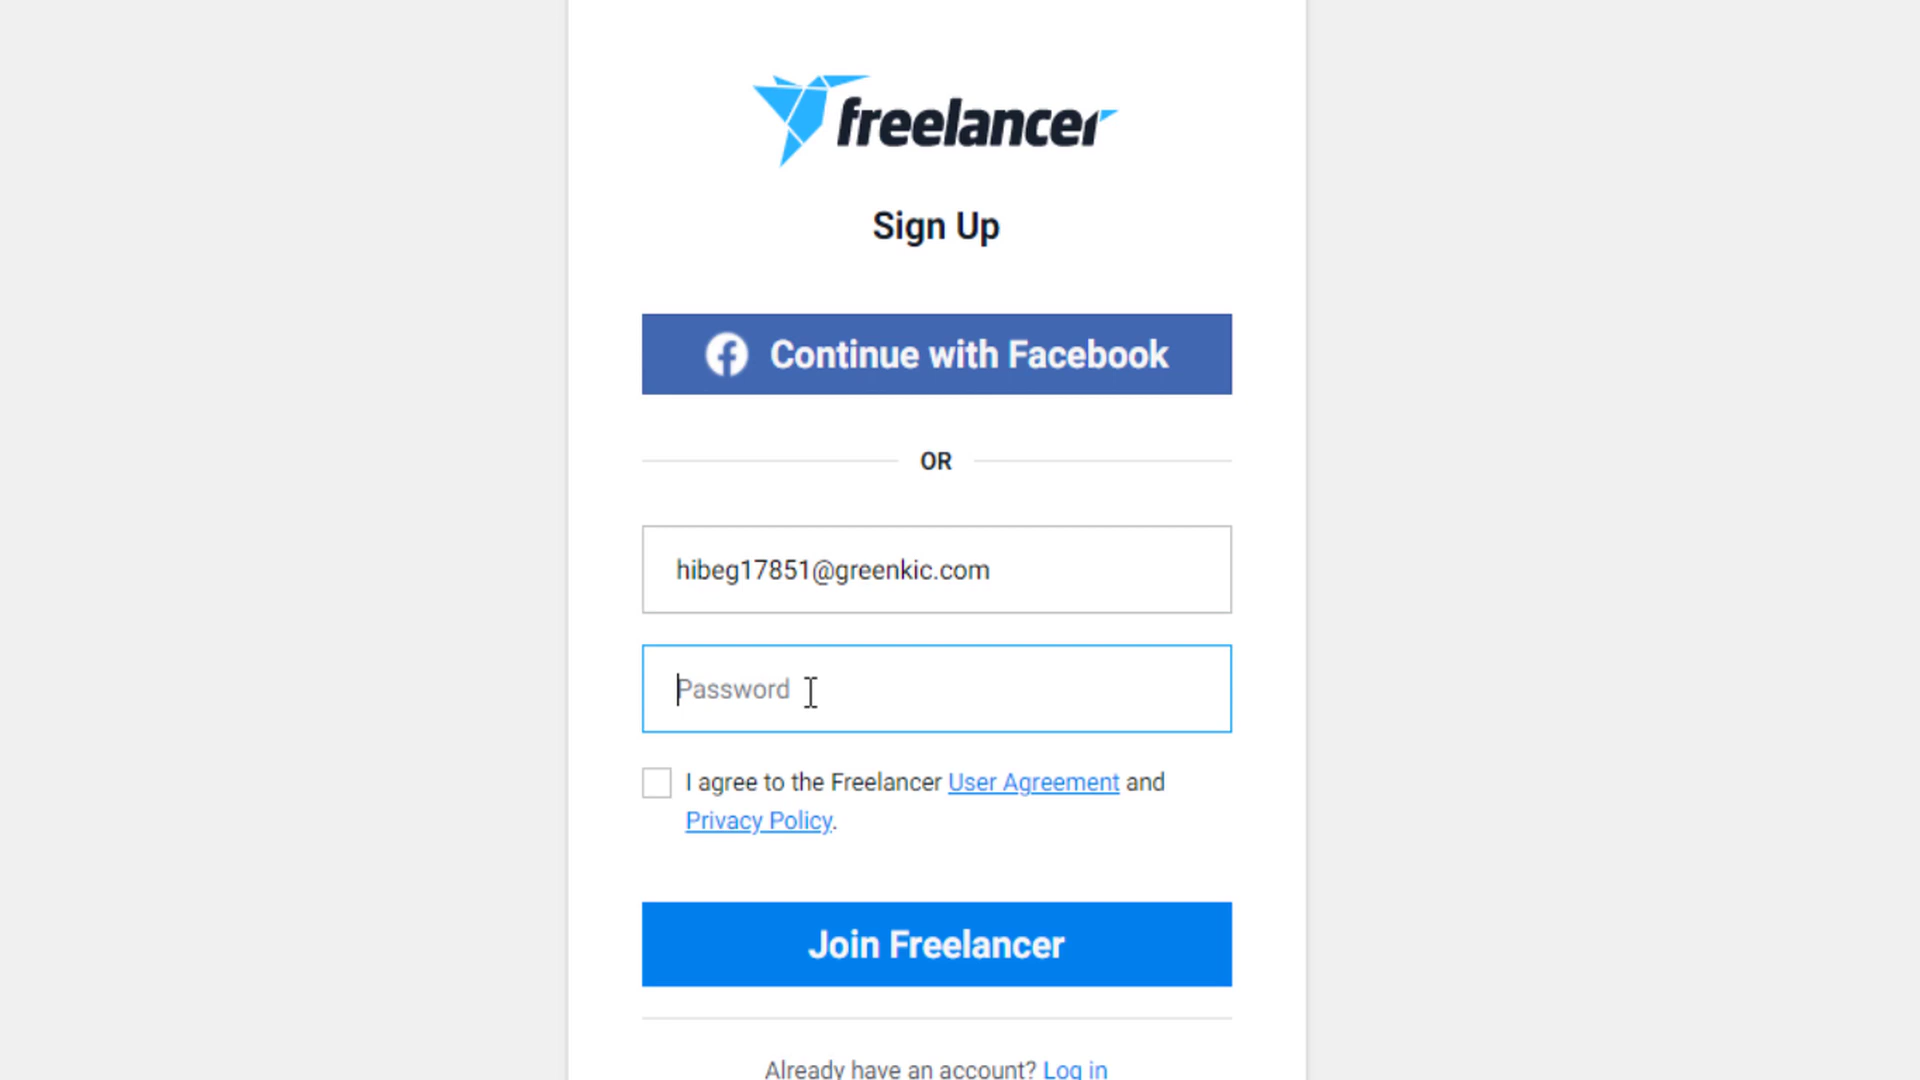 freelancer
Sign Up
Continue with Facebook
OR
hibeg17851@greenkic.com
Password
I agree to the Freelancer User Agreement and
Privacy Policy.
Join Freelancer
Already have an account? Log in